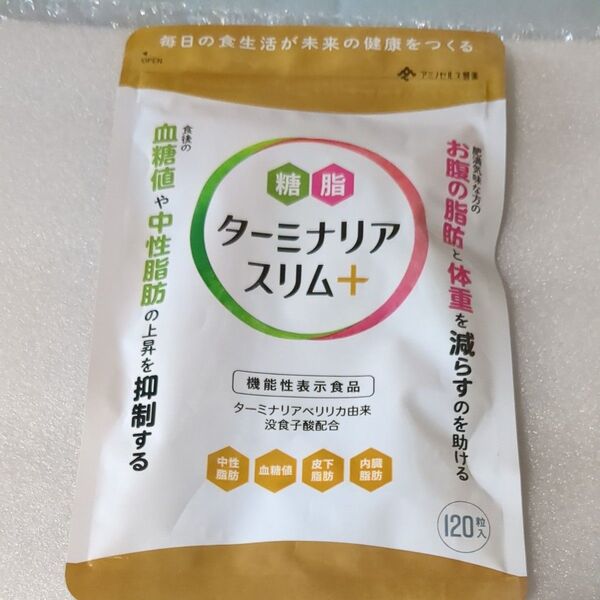 毎日の食生活が未来の健康をつくる
OPEN
アミノセルス製薬
肥満気味な方の
お腹の脂肪と体重を減らすのを助ける
食後の
血糖値や中性脂肪の上昇を抑制する
糖 脂
ターミナリア
スリム+
機能性表示食品
ターミナリアベリリカ由来
没食子酸配合
中性脂肪
血糖値
皮下脂肪
内臓脂肪
120粒入